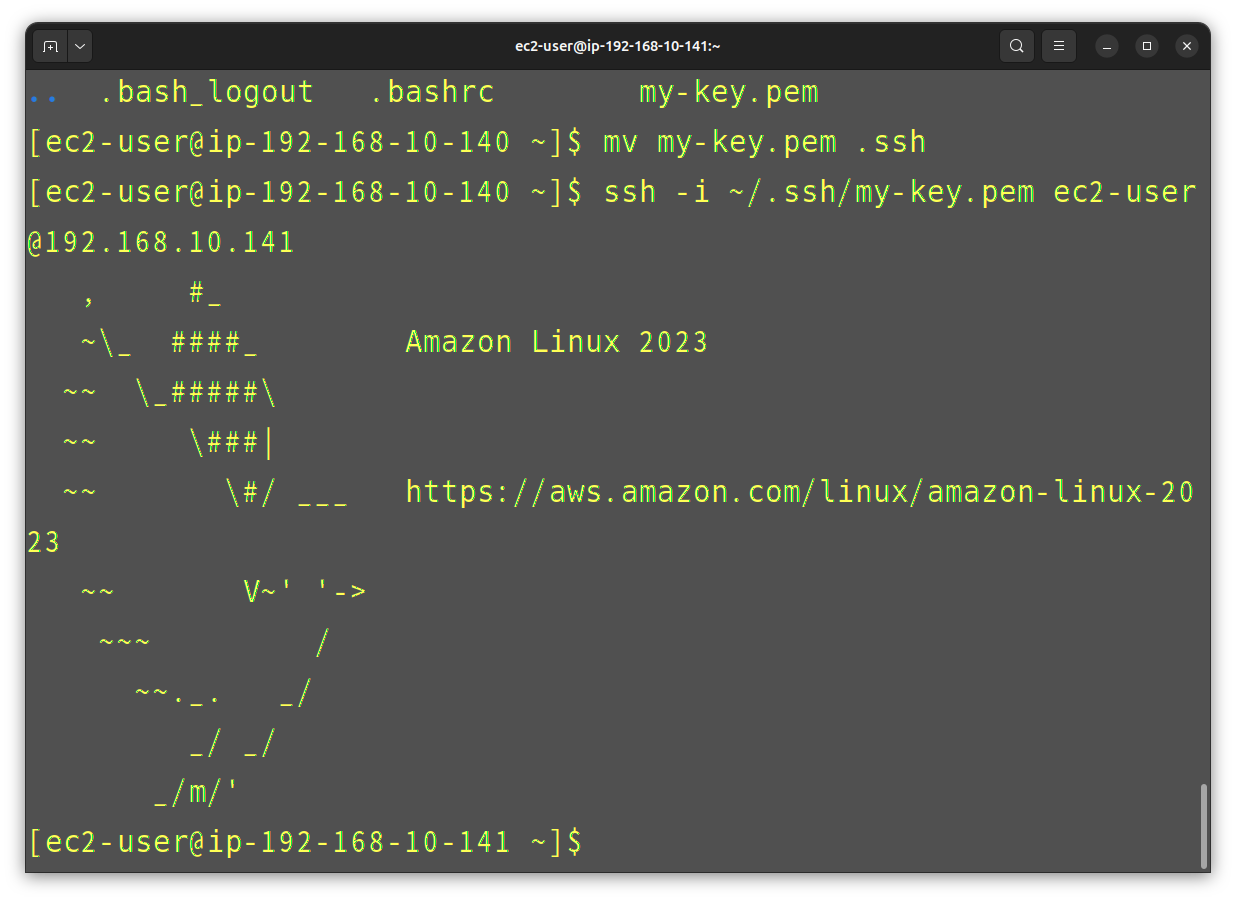 ec2-user@ip-192-168-10-141:~
..  .bash_logout   .bashrc        my-key.pem
[ec2-user@ip-192-168-10-140 ~]$ mv my-key.pem .ssh
[ec2-user@ip-192-168-10-140 ~]$ ssh -i ~/.ssh/my-key.pem ec2-user
@192.168.10.141
   ,     #_
   ~\_  ####_        Amazon Linux 2023
  ~~  \_#####\
  ~~     \###|
  ~~       \#/ ___   https://aws.amazon.com/linux/amazon-linux-20
23
   ~~       V~' '->
    ~~~         /
      ~~._.   _/
         _/ _/
       _/m/'
[ec2-user@ip-192-168-10-141 ~]$